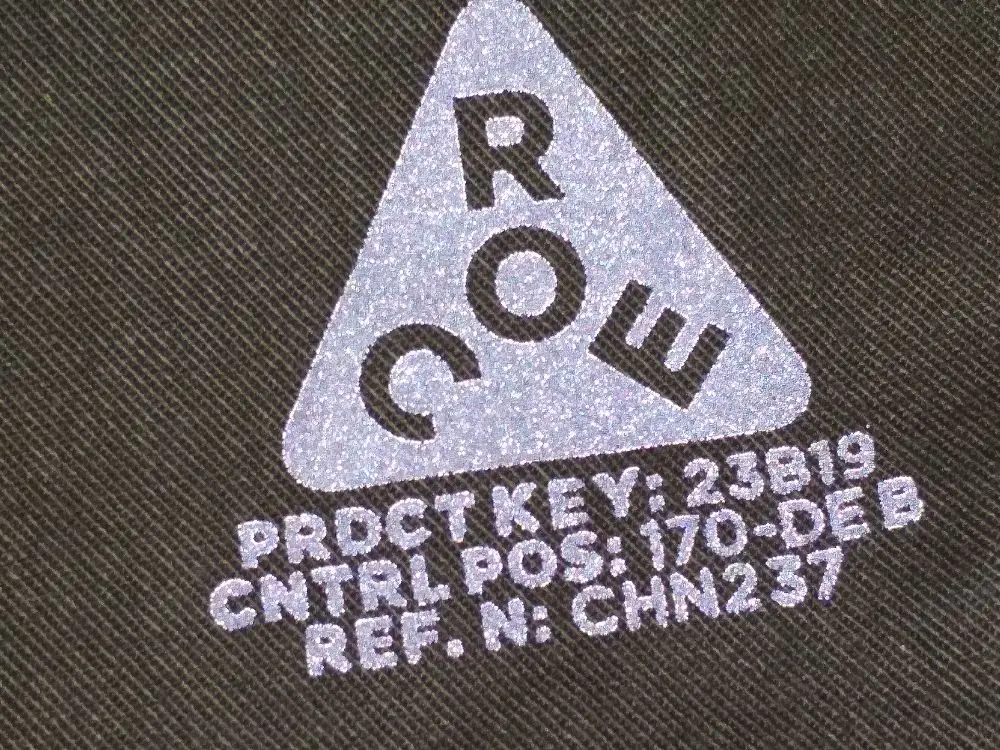 R
O
C E
PRDCT KEY: 23B19
CNTRL POS: 170-DE B
REF. N: CHN237